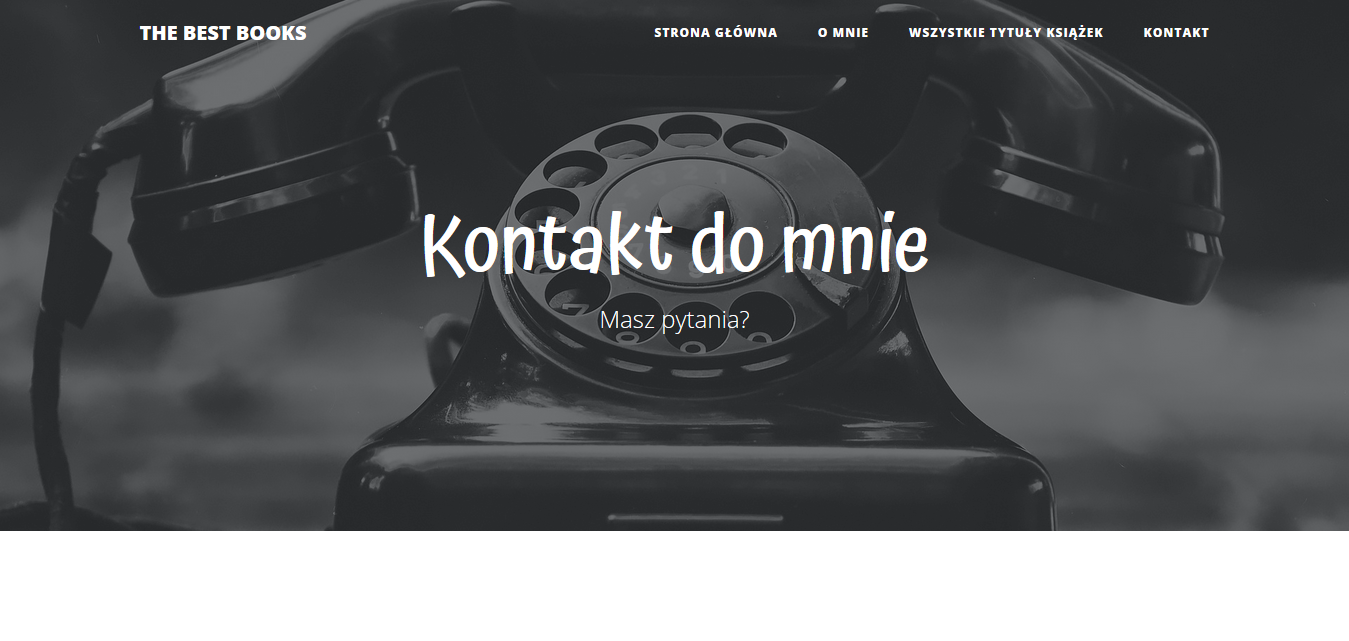 THE BEST BOOKS
STRONA GŁÓWNA O MNIE WSZYSTKIE TYTUŁY KSIĄŻEK KONTAKT
Kontakt do mnie
Masz pytania?